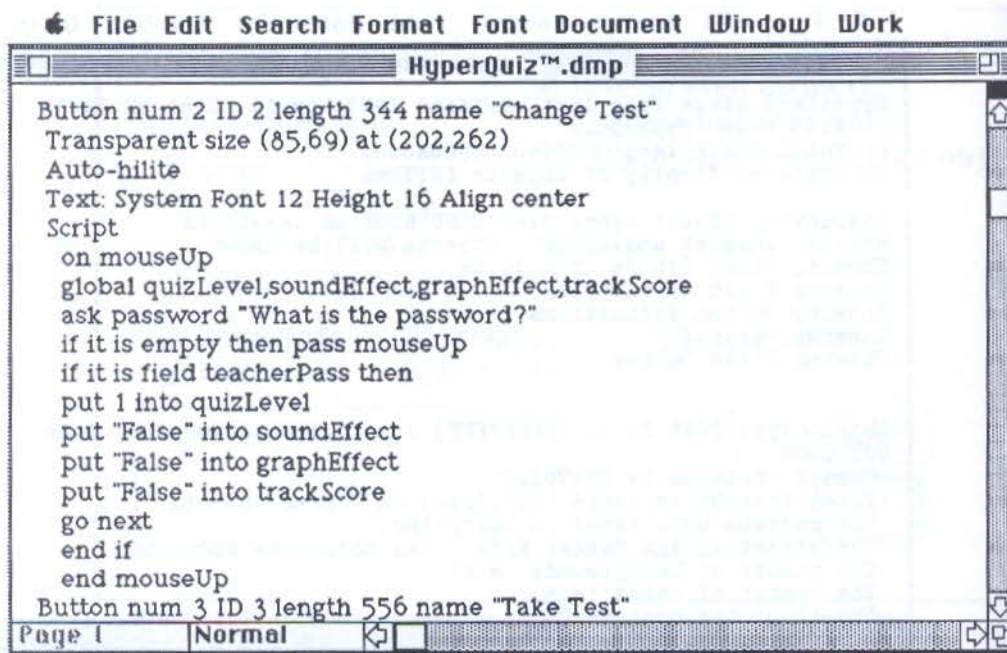 File Edit Search Format Font Document Window Work
HyperQuiz™.dmp
Button num 2 ID 2 length 344 name "Change Test"
Transparent size (85,69) at (202,262)
Auto-hilite
Text: System Font 12 Height 16 Align center
Script
on mouseUp
global quizLevel,soundEffect,graphEffect,trackScore
ask password "What is the password?"
if it is empty then pass mouseUp
if it is field teacherPass then
put 1 into quizLevel
put "False" into soundEffect
put "False" into graphEffect
put "False" into trackScore
go next
end if
end mouseUp
Button num 3 ID 3 length 556 name "Take Test"
Page 1 Normal